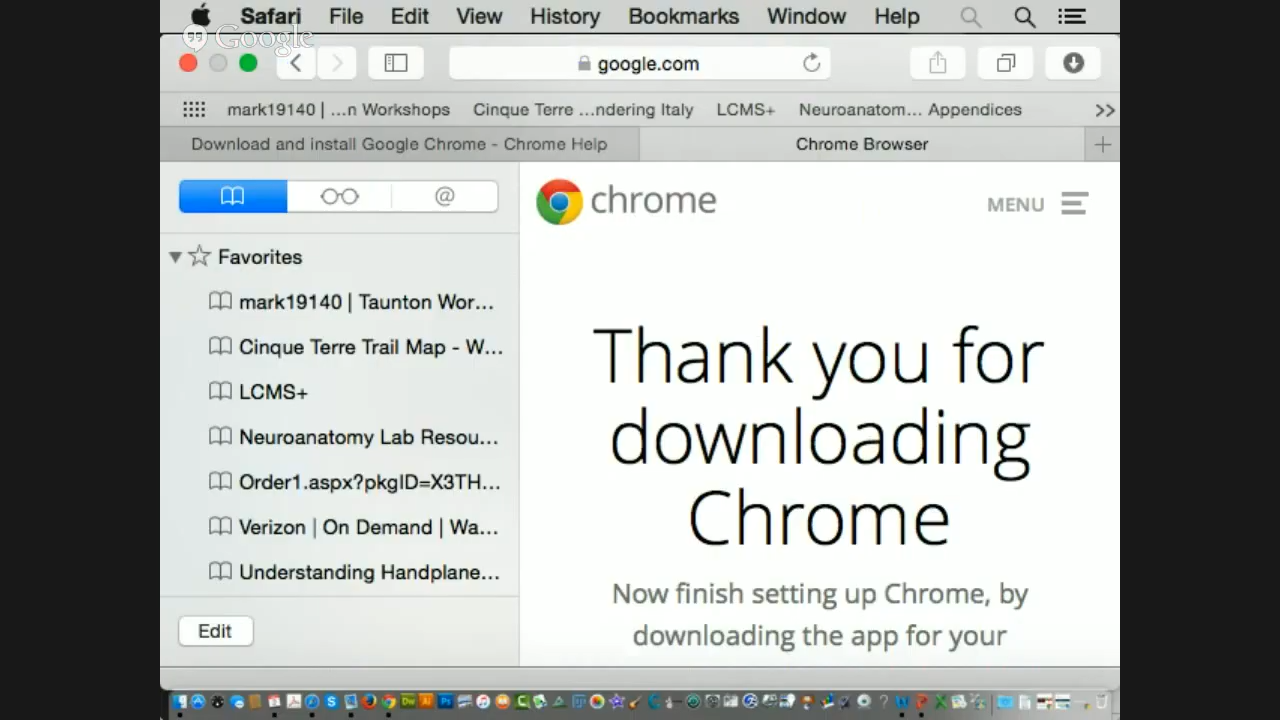 Safari File Edit View History Bookmarks Window Help
Google
google.com
mark19140 | ...n Workshops Cinque Terre ...ndering Italy LCMS+ Neuroanatom... Appendices >>
Download and install Google Chrome - Chrome Help Chrome Browser +
@
chrome
MENU
Favorites
mark19140 | Taunton Wor...
Cinque Terre Trail Map - W...
LCMS+
Neuroanatomy Lab Resou...
Order1.aspx?pkgID=X3TH...
Verizon | On Demand | Wa...
Understanding Handplane...
Edit
Thank you for
downloading
Chrome
Now finish setting up Chrome, by
downloading the app for your